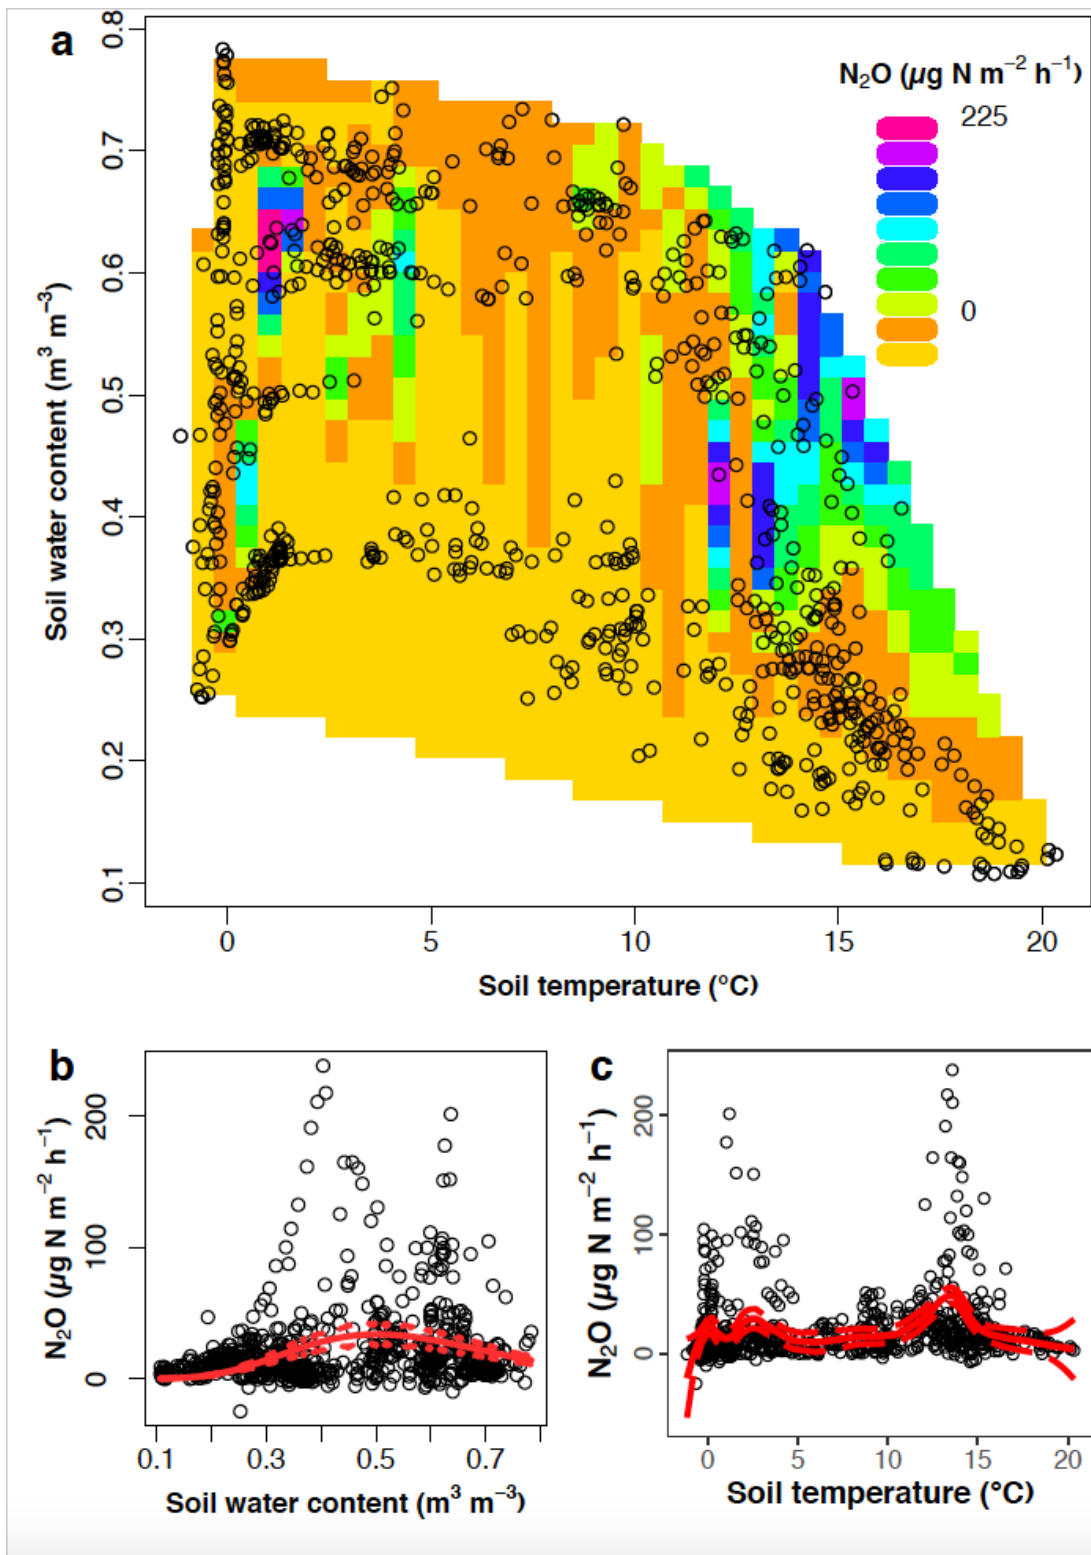 a
N₂O (µg N m⁻² h⁻¹)
225
0
0.8
0.7
0.6
0.5
0.4
0.3
0.2
0.1
Soil water content (m³ m⁻³)
0 5 10 15 20
Soil temperature (°C)
b
200
100
0
N₂O (µg N m⁻² h⁻¹)
0.1 0.3 0.5 0.7
Soil water content (m³ m⁻³)
c
200
100
0
N₂O (µg N m⁻² h⁻¹)
0 5 10 15 20
Soil temperature (°C)